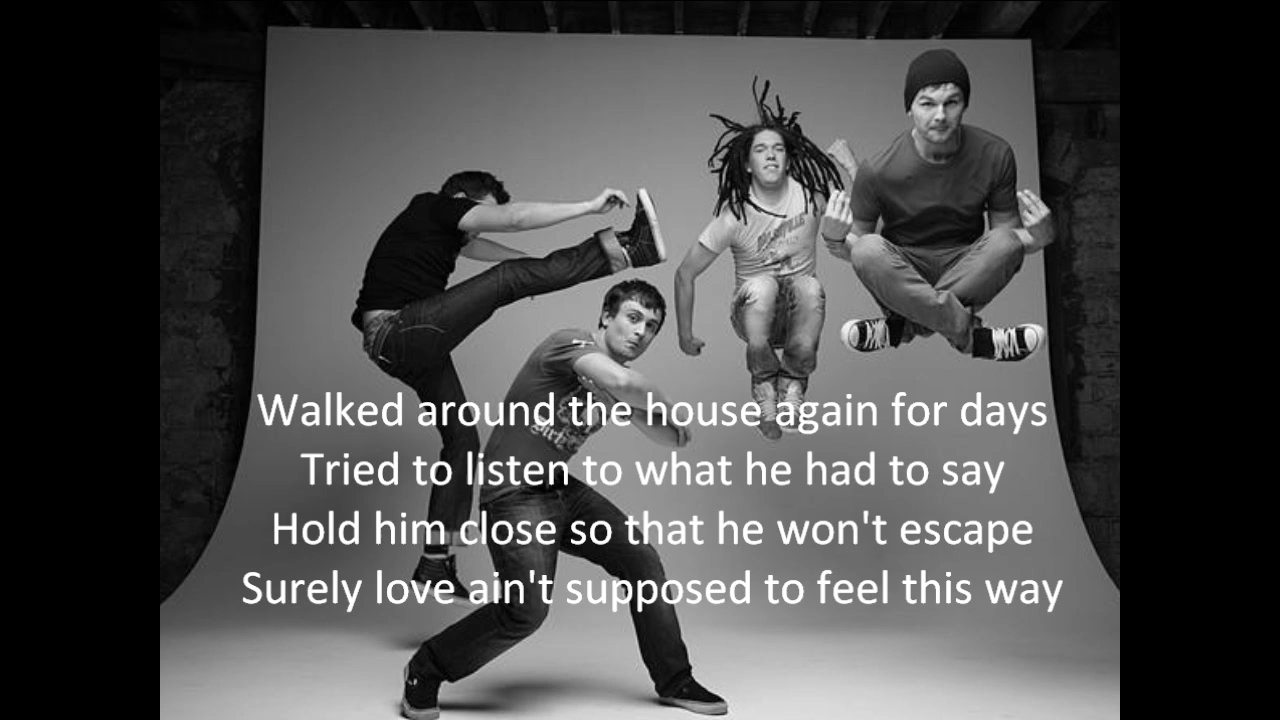 Walked around the house again for days
Tried to listen to what he had to say
Hold him close so that he won't escape
Surely love ain't supposed to feel this way